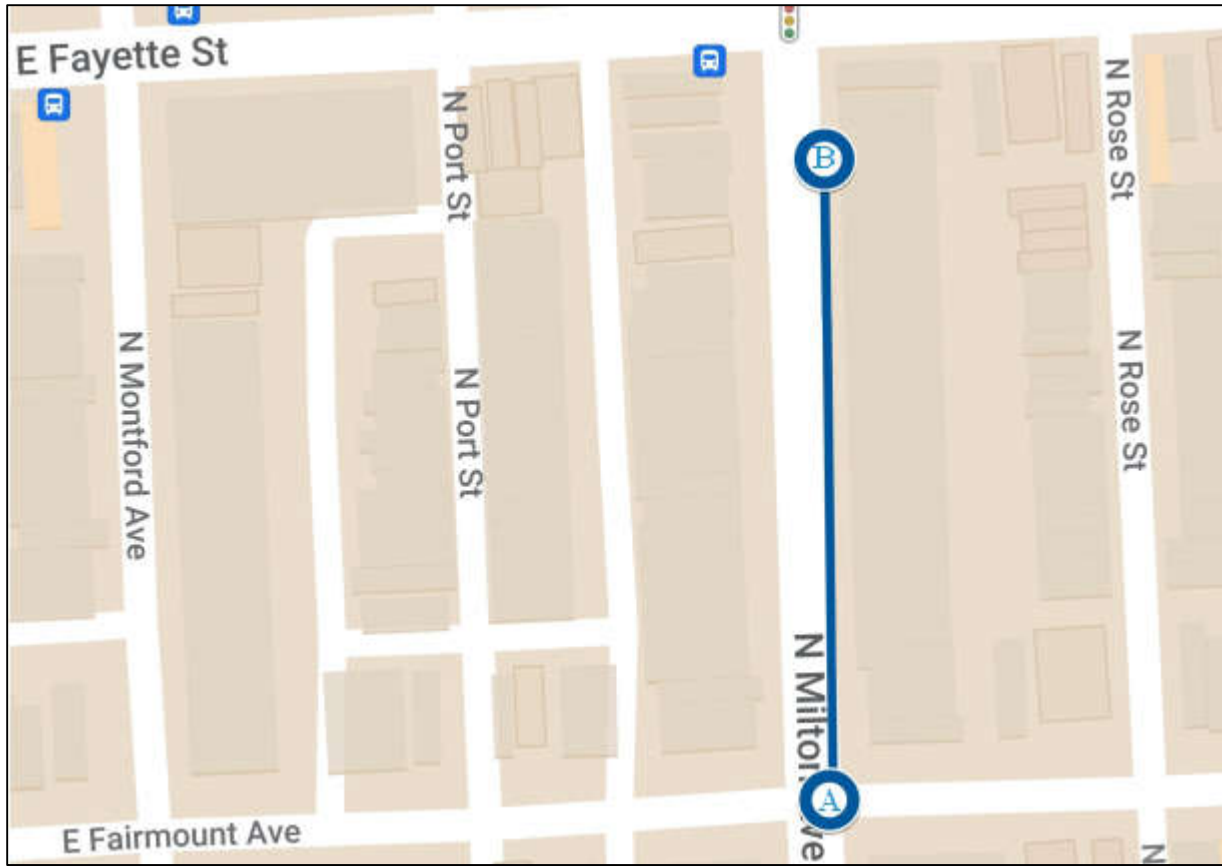 E Fayette St
N Port St
N Rose St
B
N Montford Ave
N Port St
N Rose St
N Milton Ave
A
E Fairmount Ave
N